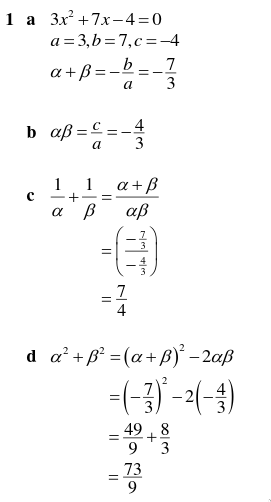 1 a 3x² + 7x − 4 = 0
a = 3, b = 7, c = −4
α + β = −b/a = −7/3
b αβ = c/a = −4/3
c 1/α + 1/β = (α + β)/(αβ)
= ((−7/3)/(−4/3))
= 7/4
d α² + β² = (α + β)² − 2αβ
= (−7/3)² − 2(−4/3)
= 49/9 + 8/3
= 73/9